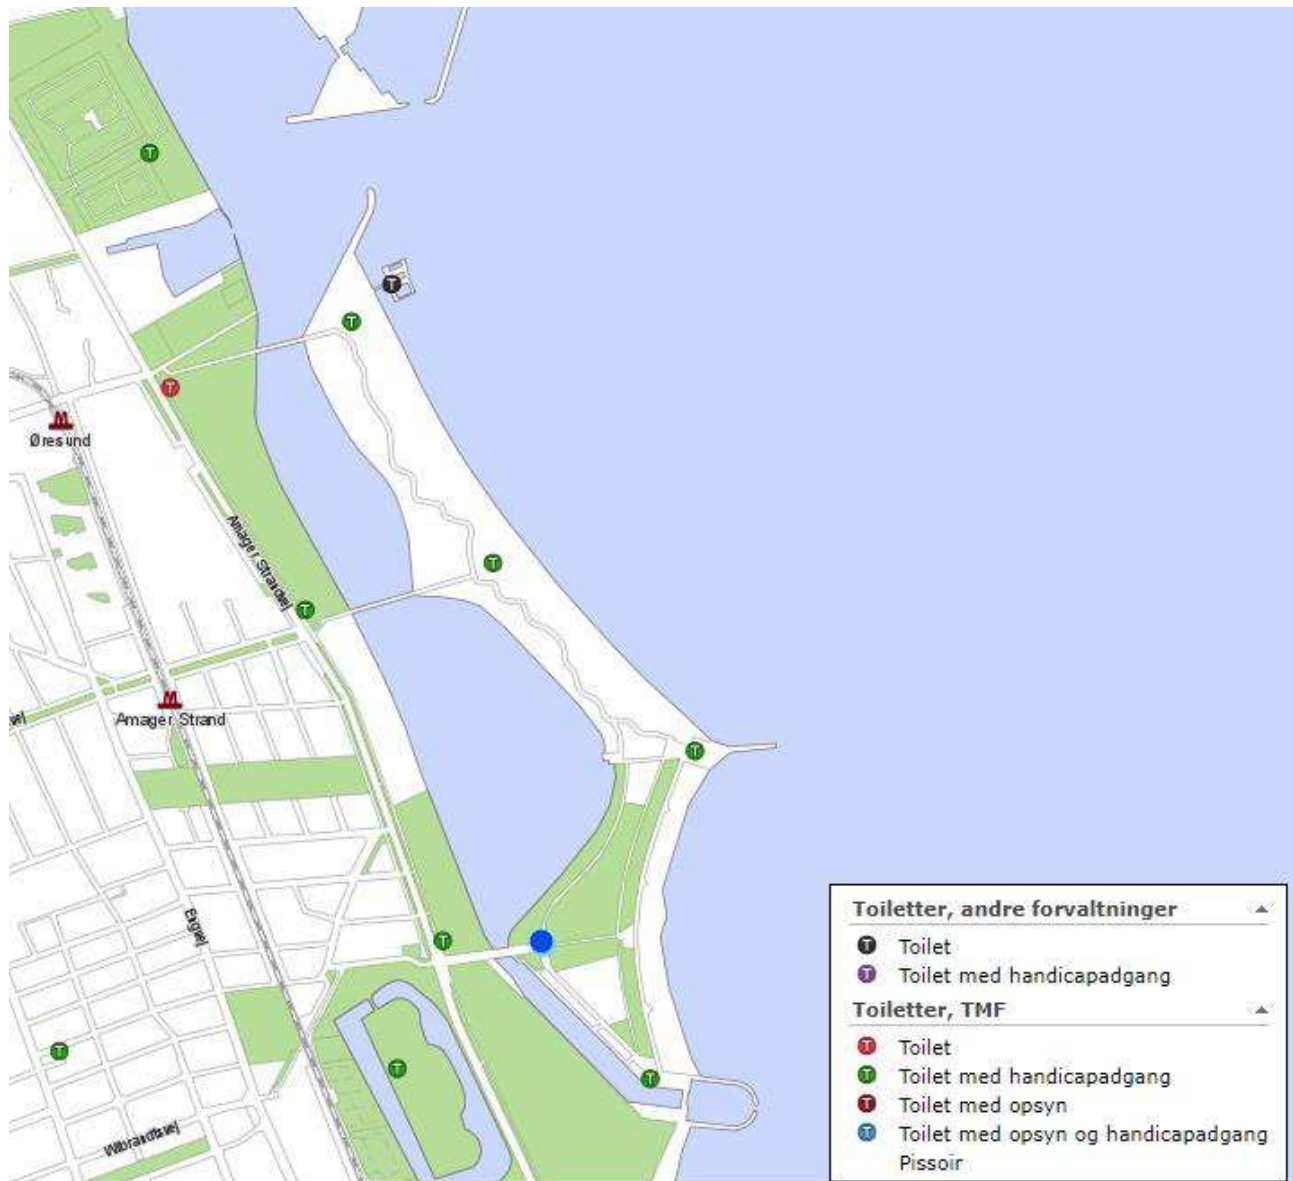 Øresund
Amager Strandvej
Amager Strand
Engvej
Wibrandtsvej
Toiletter, andre forvaltninger
T Toilet
T Toilet med handicapadgang
Toiletter, TMF
T Toilet
T Toilet med handicapadgang
T Toilet med opsyn
T Toilet med opsyn og handicapadgang
Pissoir